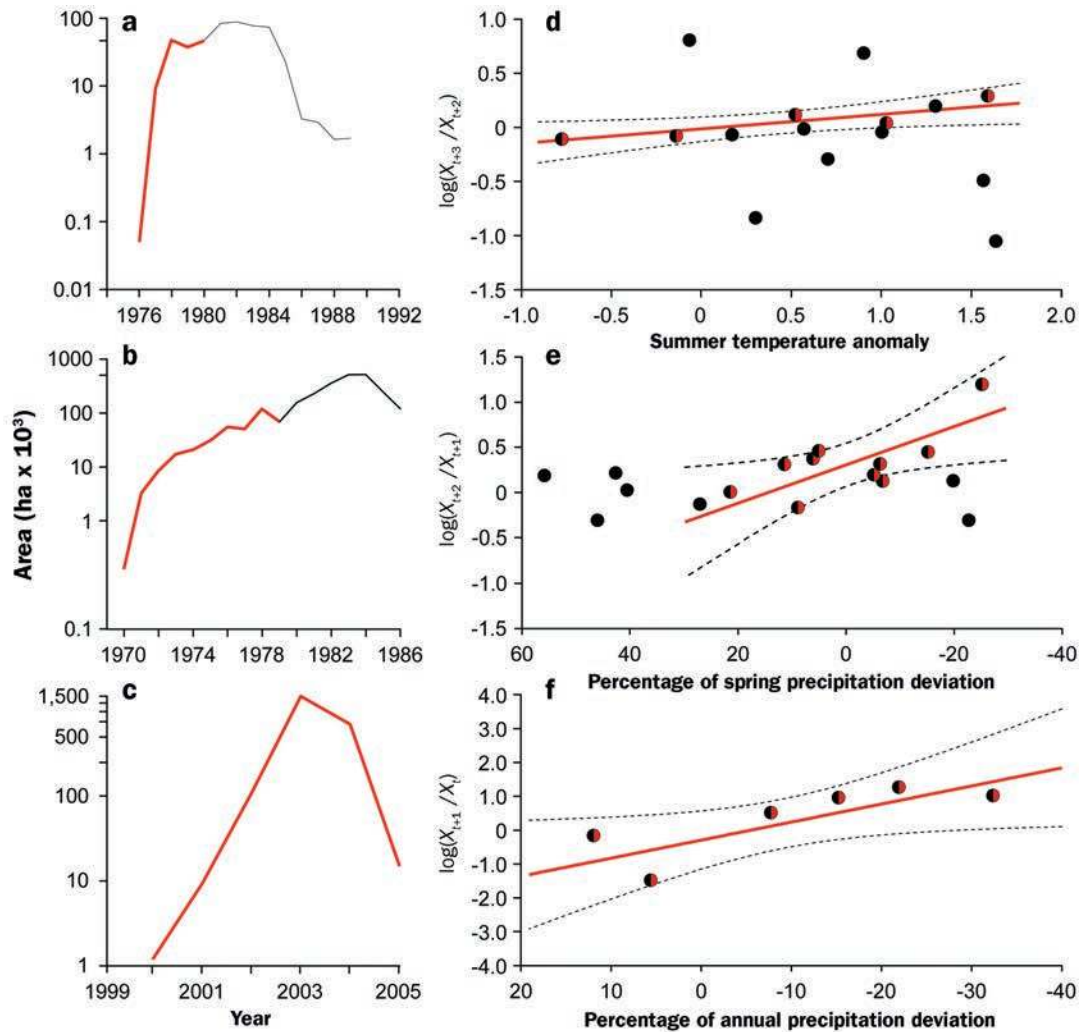 a
100
10
1
0.1
0.01
1976 1980 1984 1988 1992
d
log(Xt+3 /Xt+2)
1.0
0.5
0
-0.5
-1.0
-1.5
-1.0 -0.5 0 0.5 1.0 1.5 2.0
Summer temperature anomaly
b
Area (ha x 10³)
1000
100
10
1
0.1
1970 1974 1978 1982 1986
e
log(Xt+2 /Xt+1)
1.5
1.0
0.5
0
-0.5
-1.0
-1.5
60 40 20 0 -20 -40
Percentage of spring precipitation deviation
c
1,500
500
100
10
1
1999 2001 2003 2005
Year
f
log(Xt+1 /Xt)
4.0
3.0
2.0
1.0
0
-1.0
-2.0
-3.0
-4.0
20 10 0 -10 -20 -30 -40
Percentage of annual precipitation deviation